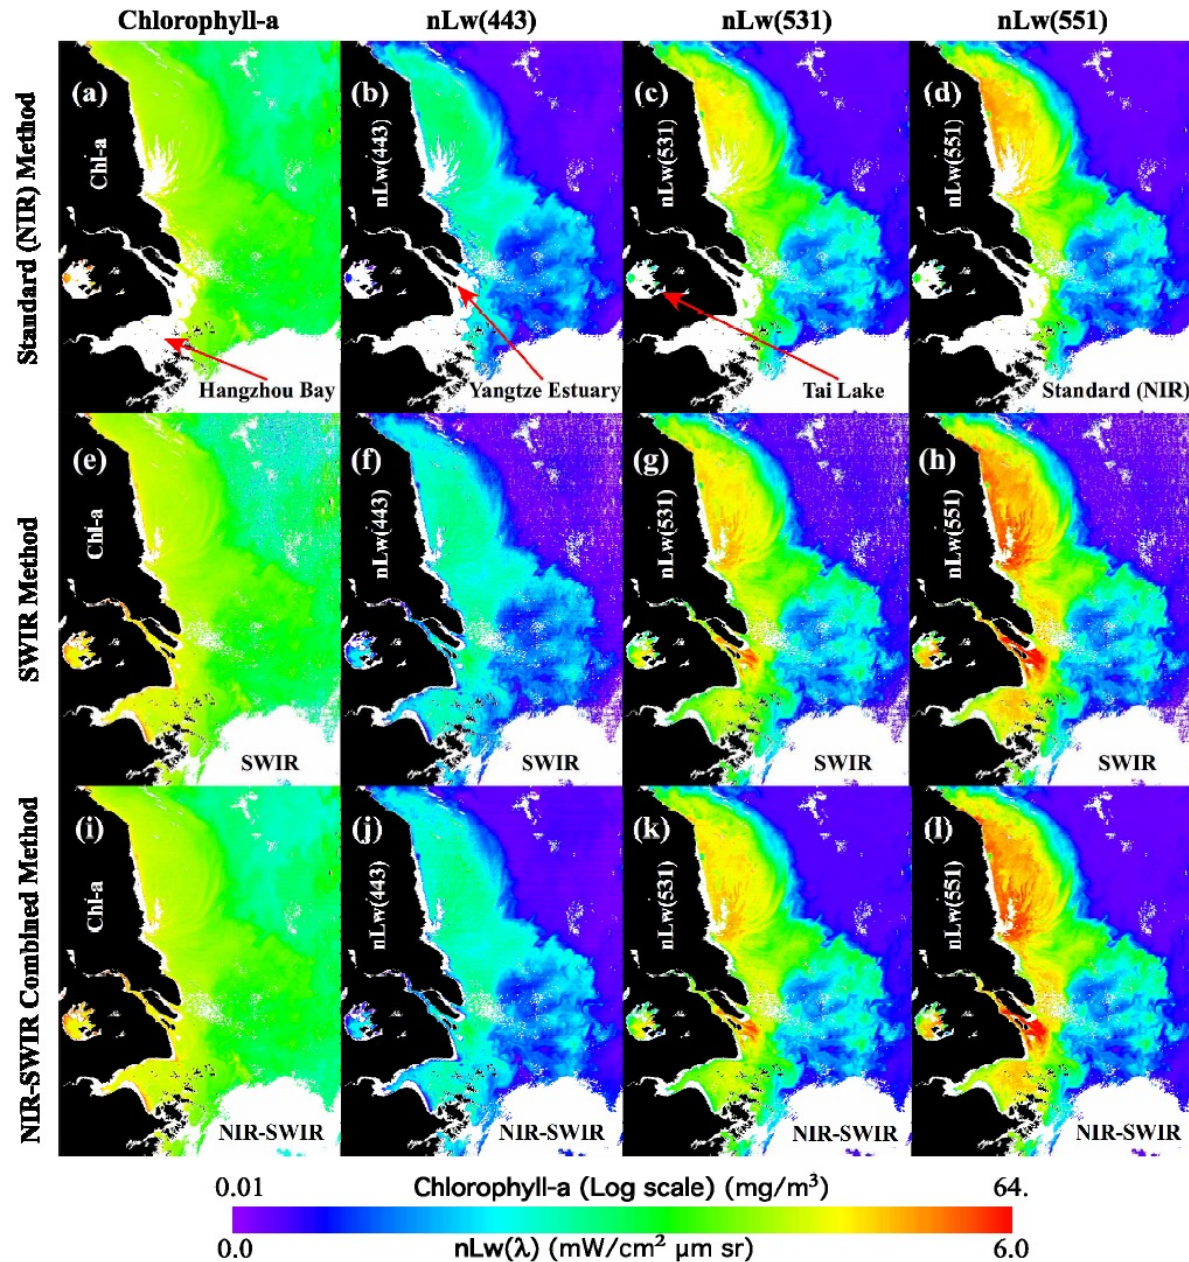 Chlorophyll-a nLw(443) nLw(531) nLw(551)
Standard (NIR) Method
(a) (b) (c) (d)
Chl-a nLw(443) nLw(531) nLw(551)
Hangzhou Bay Yangtze Estuary Tai Lake Standard (NIR)
SWIR Method
(e) (f) (g) (h)
Chl-a nLw(443) nLw(531) nLw(551)
SWIR SWIR SWIR SWIR
NIR-SWIR Combined Method
(i) (j) (k) (l)
Chl-a nLw(443) nLw(531) nLw(551)
NIR-SWIR NIR-SWIR NIR-SWIR NIR-SWIR
0.01 Chlorophyll-a (Log scale) (mg/m³) 64.
0.0 nLw(λ) (mW/cm² μm sr) 6.0